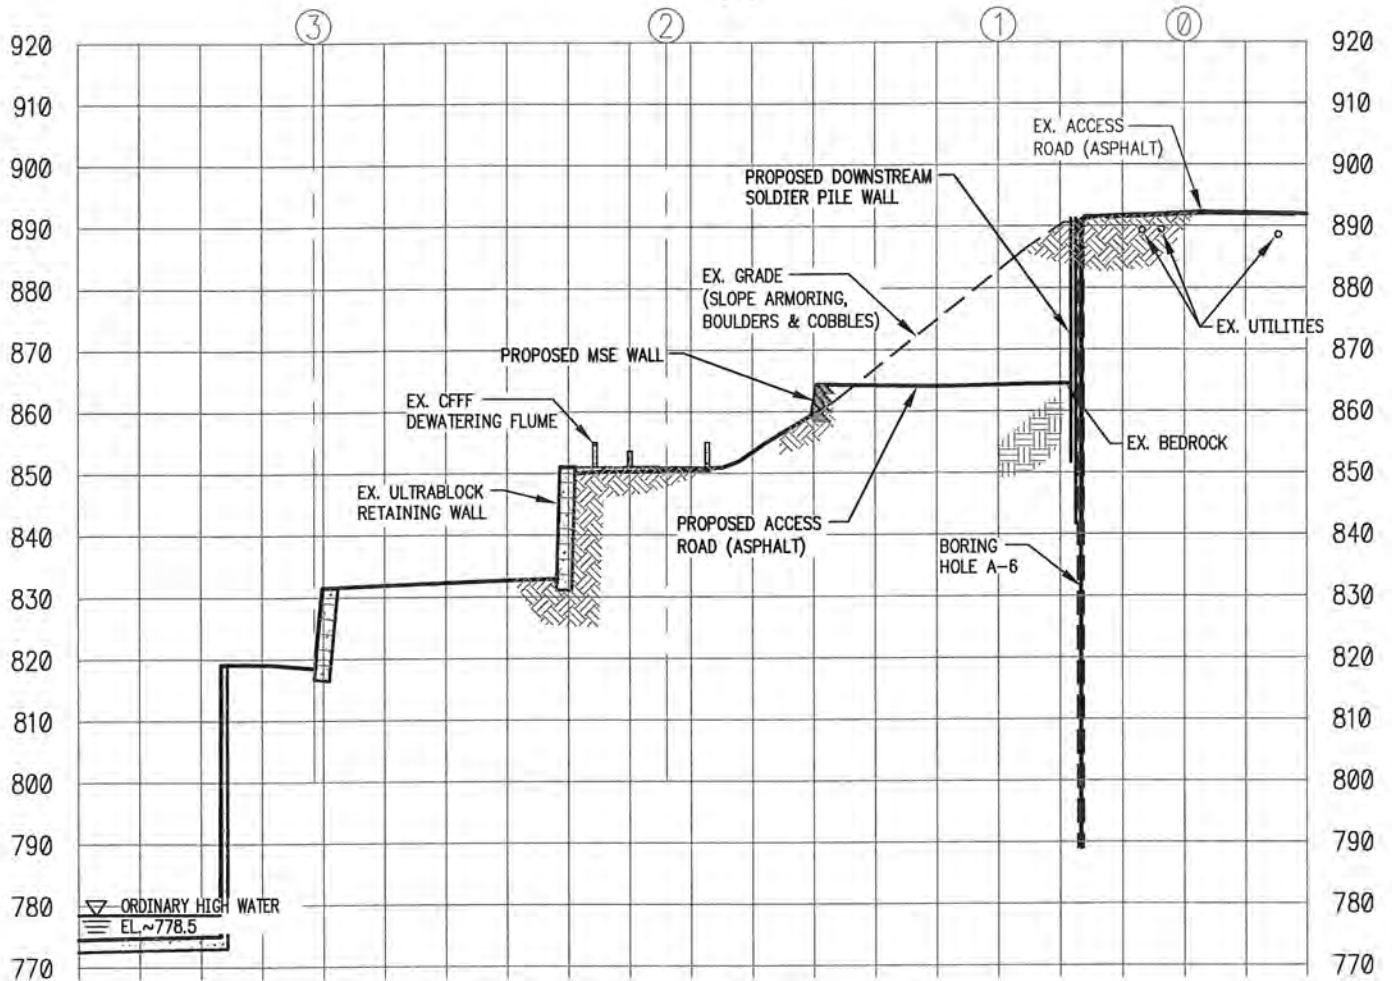 3 2 1 0
920 920
910 910
EX. ACCESS
ROAD (ASPHALT)
900 900
PROPOSED DOWNSTREAM
SOLDIER PILE WALL
890 890
EX. GRADE
(SLOPE ARMORING,
BOULDERS & COBBLES)
880 880
EX. UTILITIES
870 870
PROPOSED MSE WALL
860 860
EX. CFFF
DEWATERING FLUME
EX. BEDROCK
850 850
EX. ULTRABLOCK
RETAINING WALL
PROPOSED ACCESS
ROAD (ASPHALT)
840 840
BORING
HOLE A-6
830 830
820 820
810 810
800 800
790 790
780 780
ORDINARY HIGH WATER
EL.~778.5
770 770